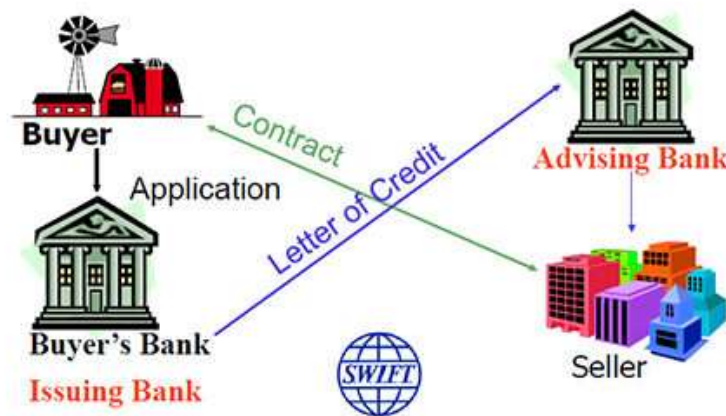 Buyer
Contract
Advising Bank
Application
Letter of Credit
Buyer's Bank
Issuing Bank
SWIFT
Seller